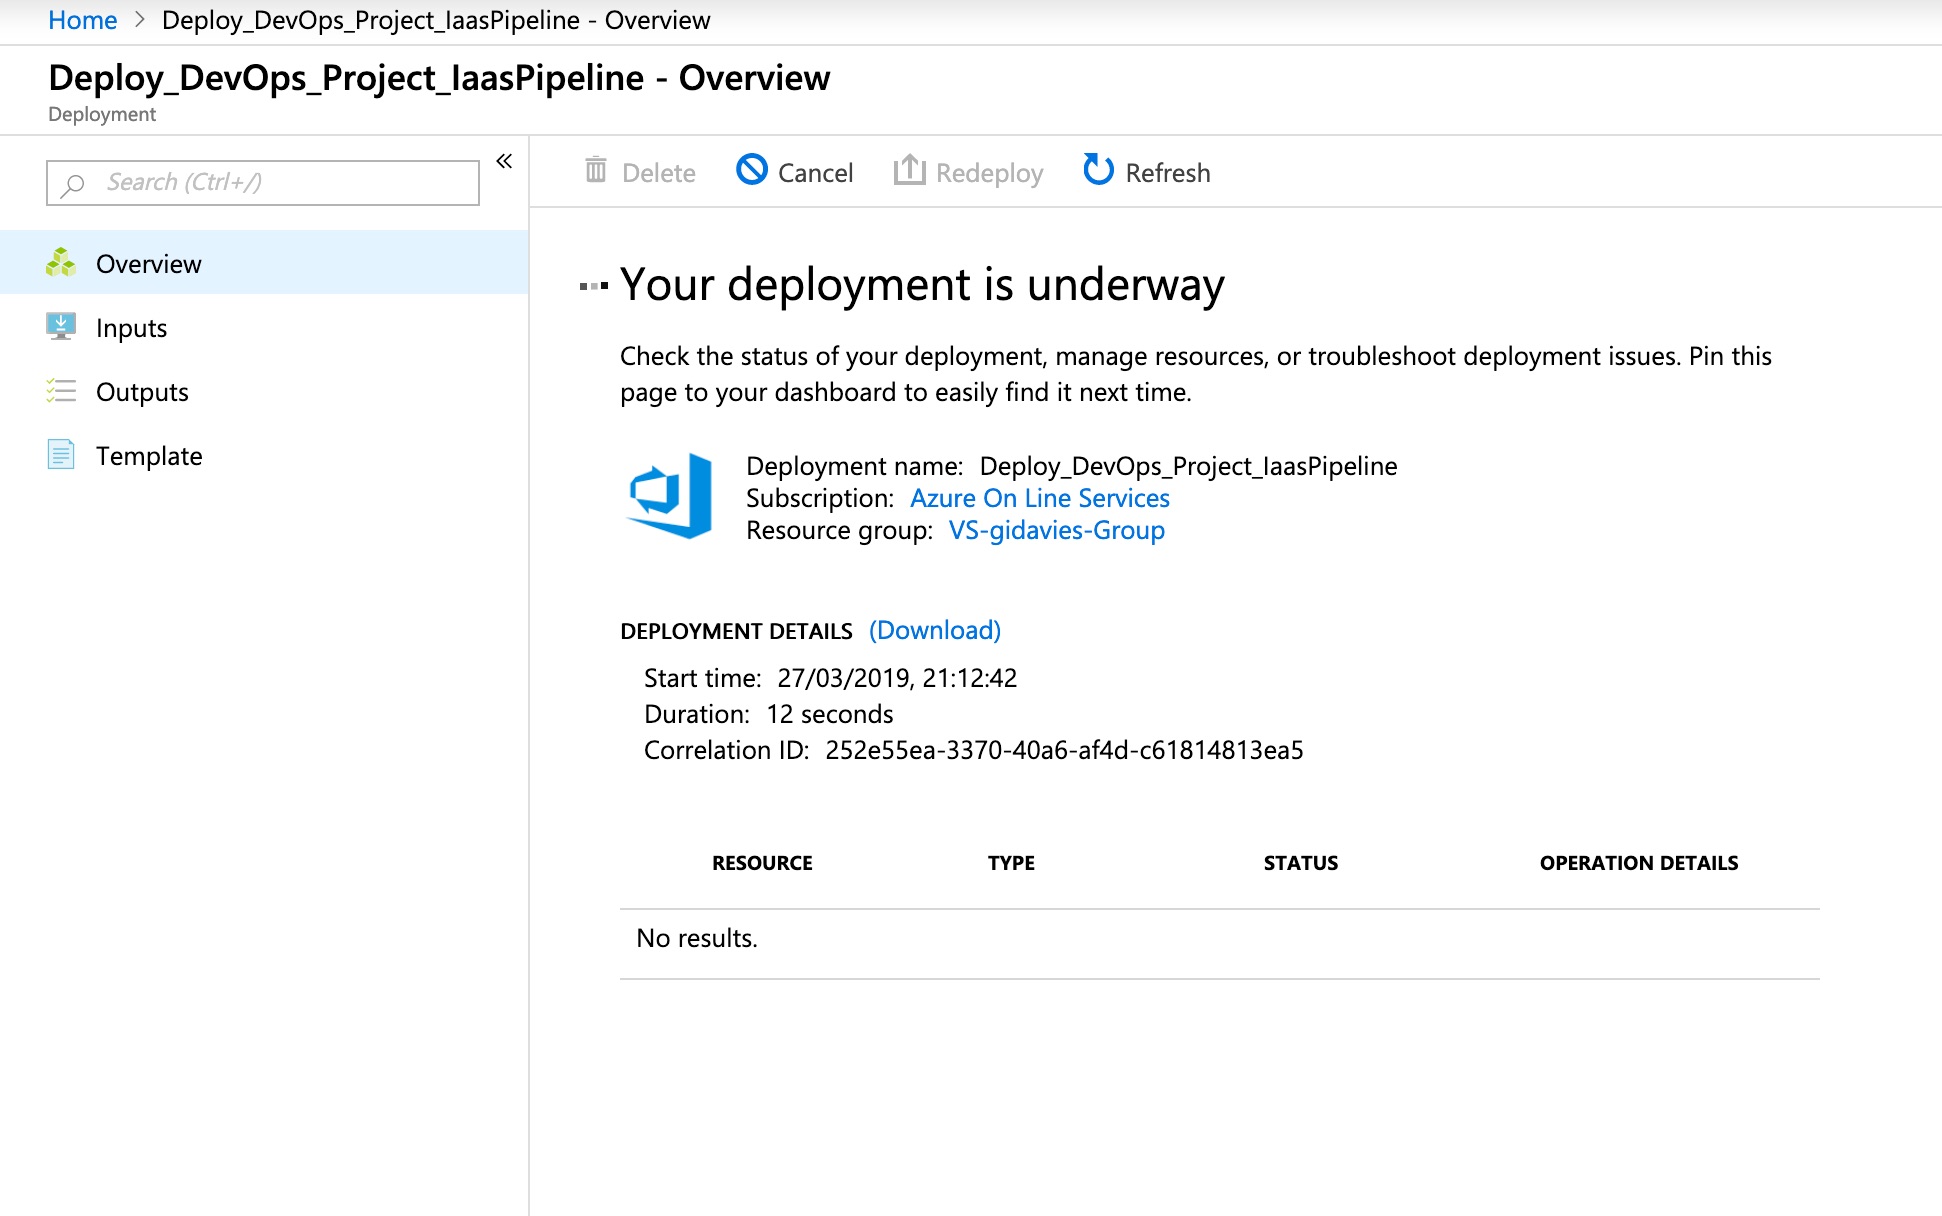 Home > Deploy_DevOps_Project_IaasPipeline - Overview
Deploy_DevOps_Project_IaasPipeline - Overview
Deployment
Search (Ctrl+/)
«
Delete Cancel Redeploy Refresh
Overview
Inputs
Outputs
Template
Your deployment is underway
Check the status of your deployment, manage resources, or troubleshoot deployment issues. Pin this
page to your dashboard to easily find it next time.
Deployment name: Deploy_DevOps_Project_IaasPipeline
Subscription: Azure On Line Services
Resource group: VS-gidavies-Group
DEPLOYMENT DETAILS (Download)
Start time: 27/03/2019, 21:12:42
Duration: 12 seconds
Correlation ID: 252e55ea-3370-40a6-af4d-c61814813ea5
RESOURCE TYPE STATUS OPERATION DETAILS
No results.